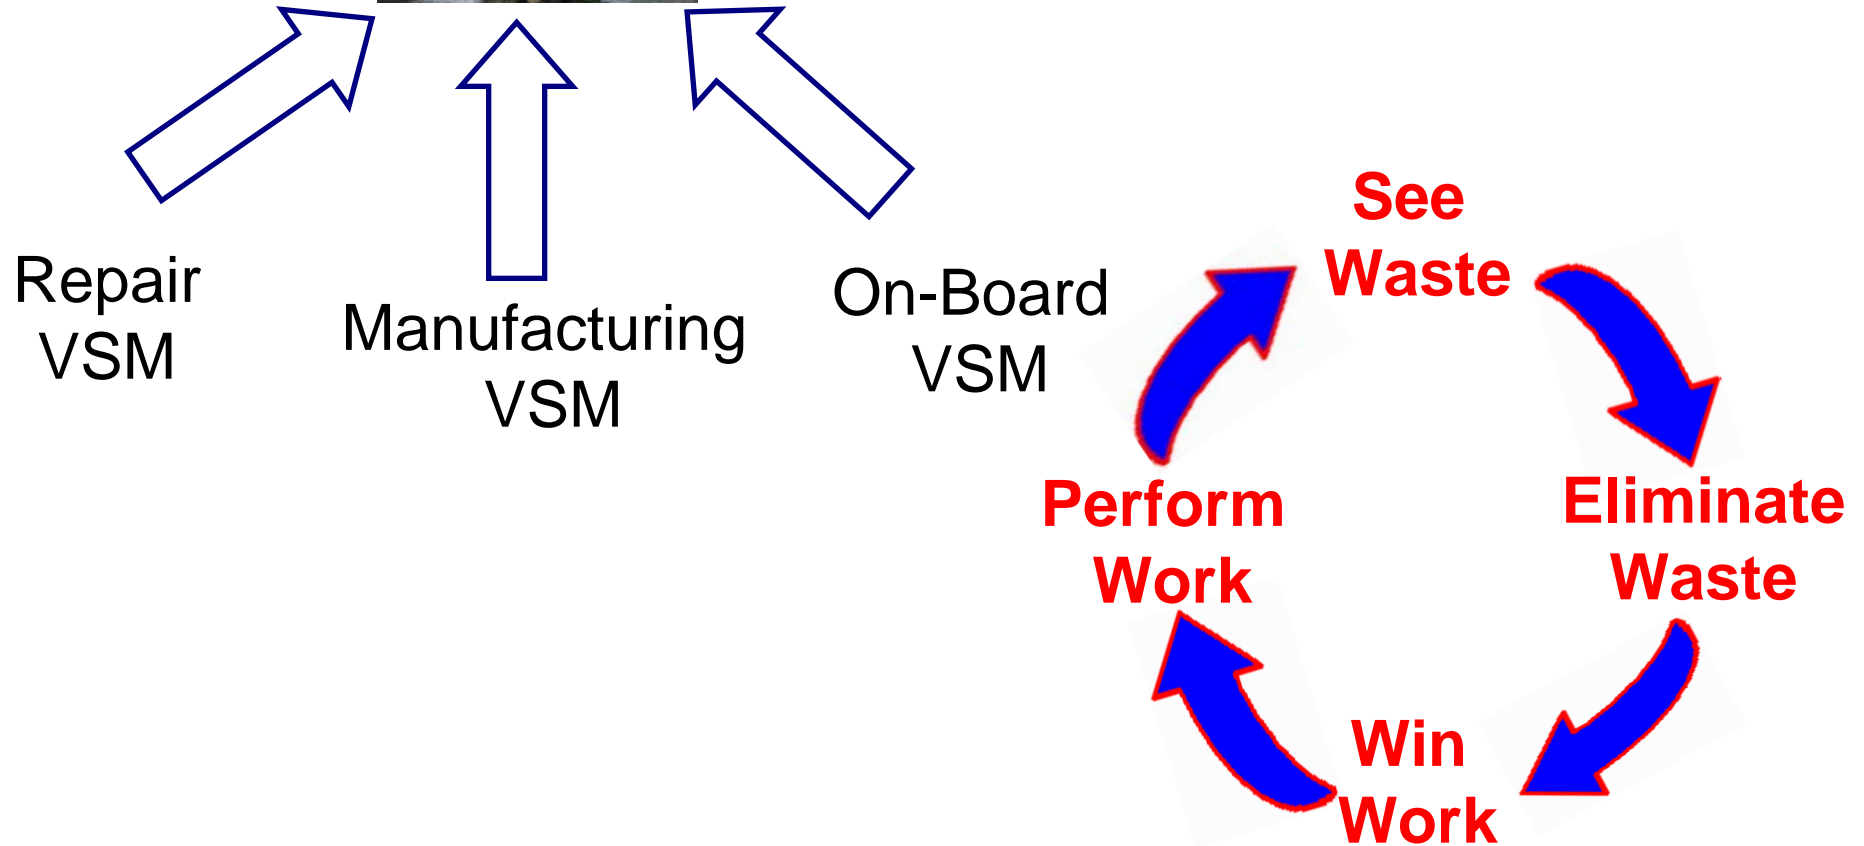 Repair
VSM
Manufacturing
VSM
On-Board
VSM
See
Waste
Eliminate
Waste
Win
Work
Perform
Work